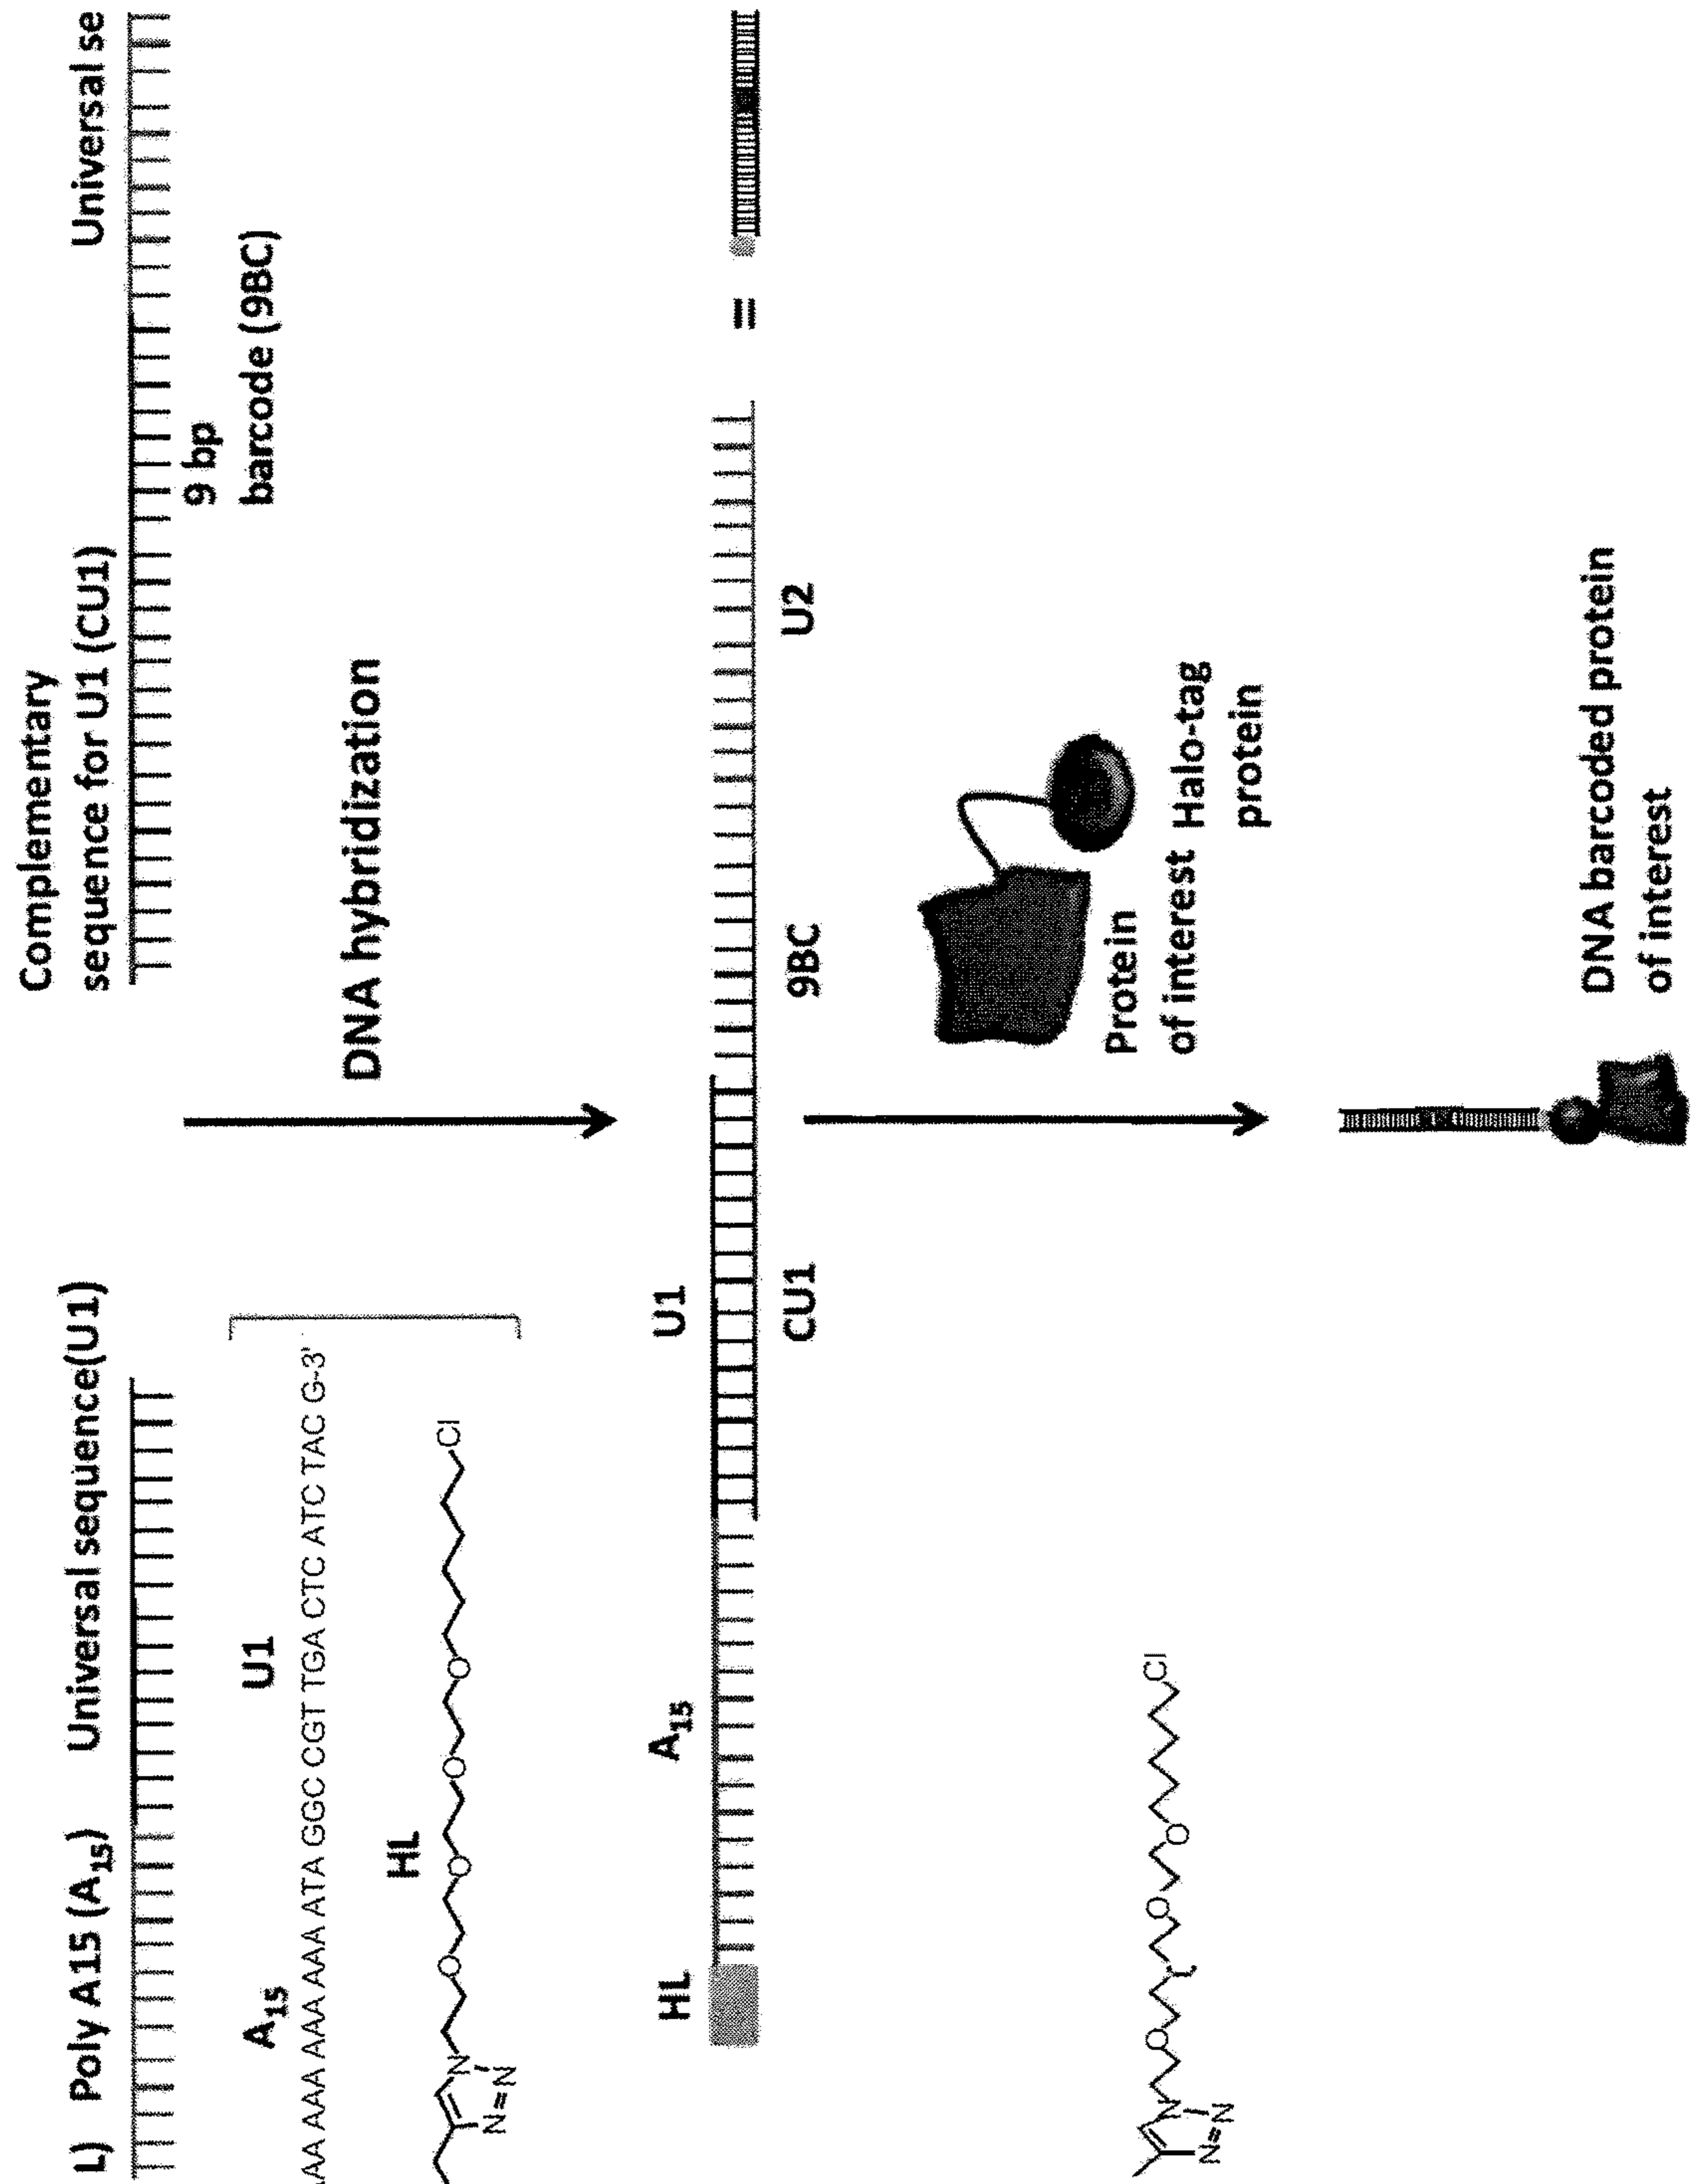 L) Poly A15 (A₁₅) Universal sequence(U1)
Complementary
sequence for U1 (CU1)
Universal se
9 bp
barcode (9BC)
A₁₅ U1
AA AAA AAA AAA ATA GGC CGT TGA CTC ATC TAC G-3'
HL
N N=N O O O O Cl
DNA hybridization
HL A₁₅ U1
CU1 9BC U2
=
Protein
of interest
Halo-tag
protein
N N=N O O O Cl
DNA barcoded protein
of interest